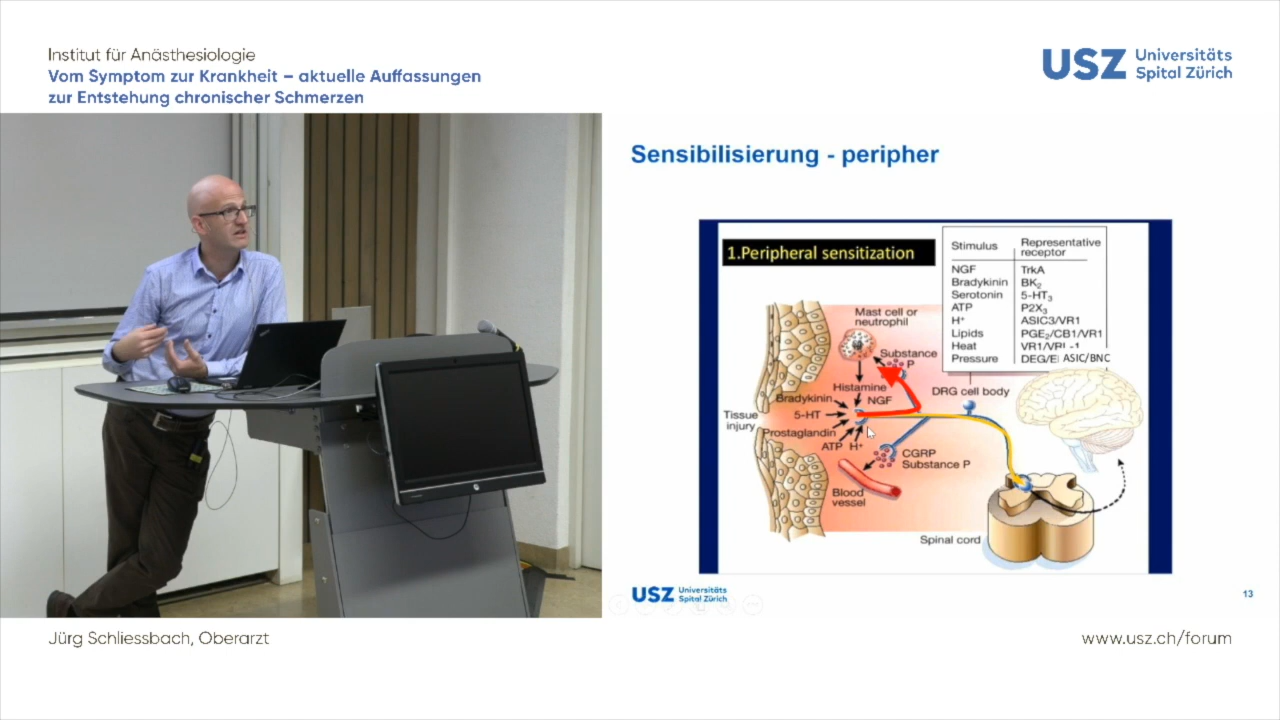 Institut für Anästhesiologie
Vom Symptom zur Krankheit – aktuelle Auffassungen
zur Entstehung chronischer Schmerzen
USZ Universitäts
Spital Zürich
Sensibilisierung - peripher
1.Peripheral sensitization
Stimulus Representative
receptor
NGF TrkA
Bradykinin BK2
Serotonin 5-HT3
ATP P2X3
H+ ASIC3/VR1
Lipids PGE2/CB1/VR1
Heat VR1/VRL-1
Pressure DEG/E ASIC/BNC
Mast cell or
neutrophil
Substance
P
Histamine
NGF
Bradykinin
5-HT
Prostaglandin
ATP H+
Tissue
injury
DRG cell body
CGRP
Substance P
Blood
vessel
Spinal cord
USZ Universitäts
Spital Zürich
13
Jürg Schliessbach, Oberarzt
www.usz.ch/forum